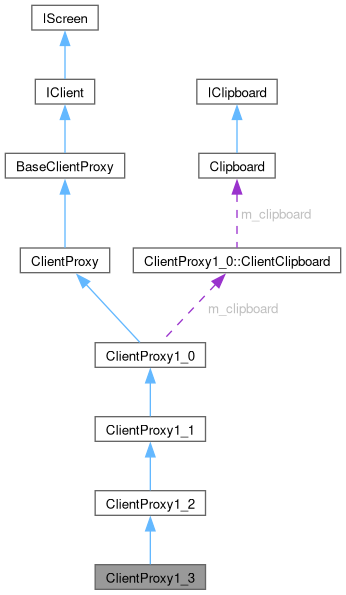 IScreen
IClient
IClipboard
BaseClientProxy
Clipboard
m_clipboard
ClientProxy
ClientProxy1_0::ClientClipboard
m_clipboard
ClientProxy1_0
ClientProxy1_1
ClientProxy1_2
ClientProxy1_3